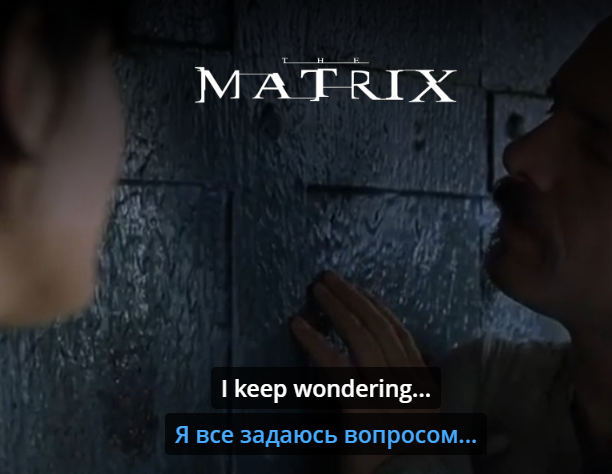 THE
MATRIX
I keep wondering...
Я все задаюсь вопросом...